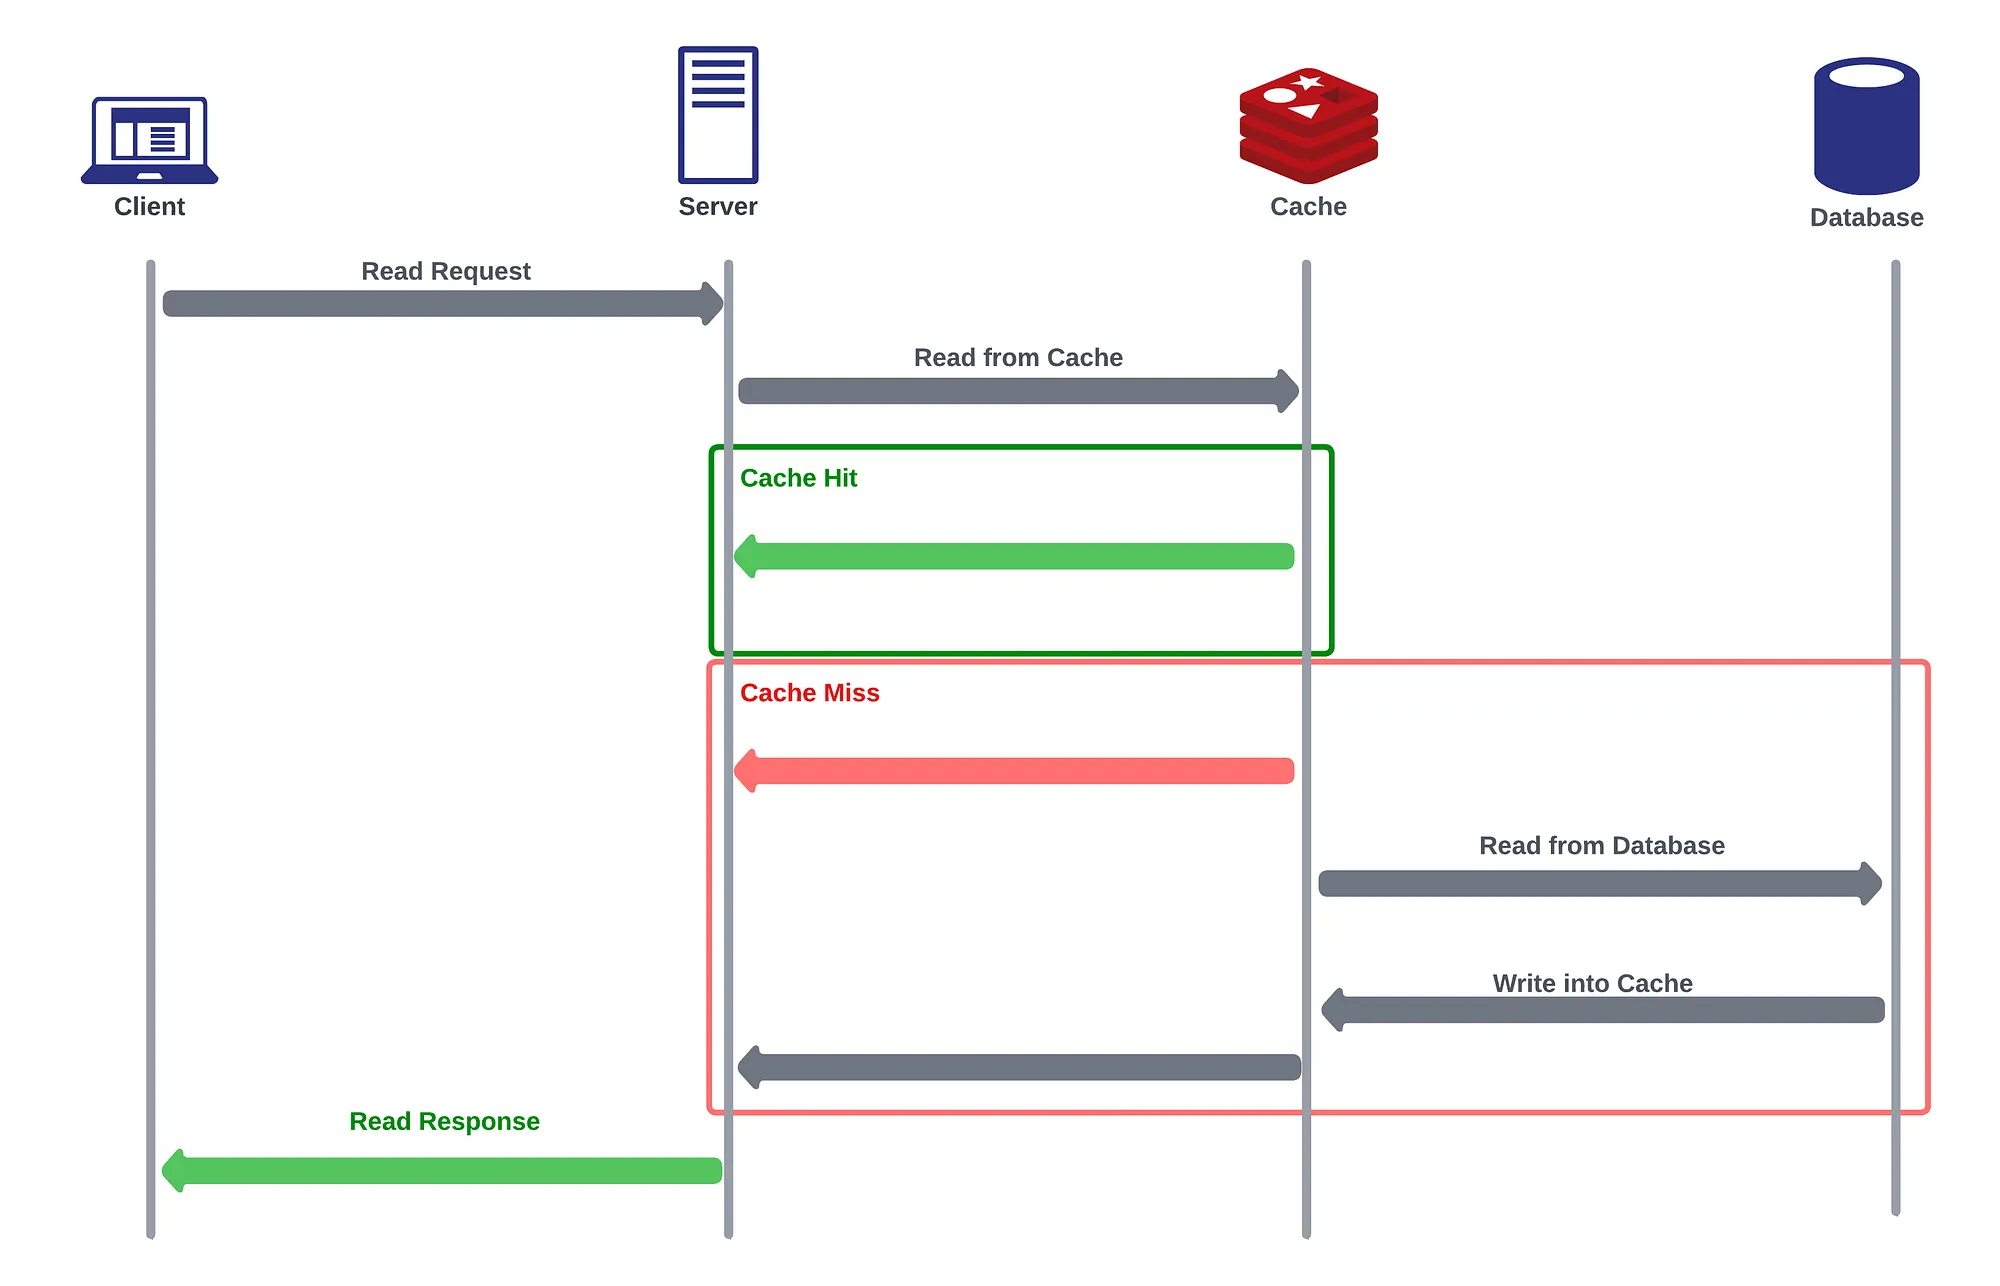 Client
Server
Cache
Database
Read Request
Read from Cache
Cache Hit
Cache Miss
Read from Database
Write into Cache
Read Response